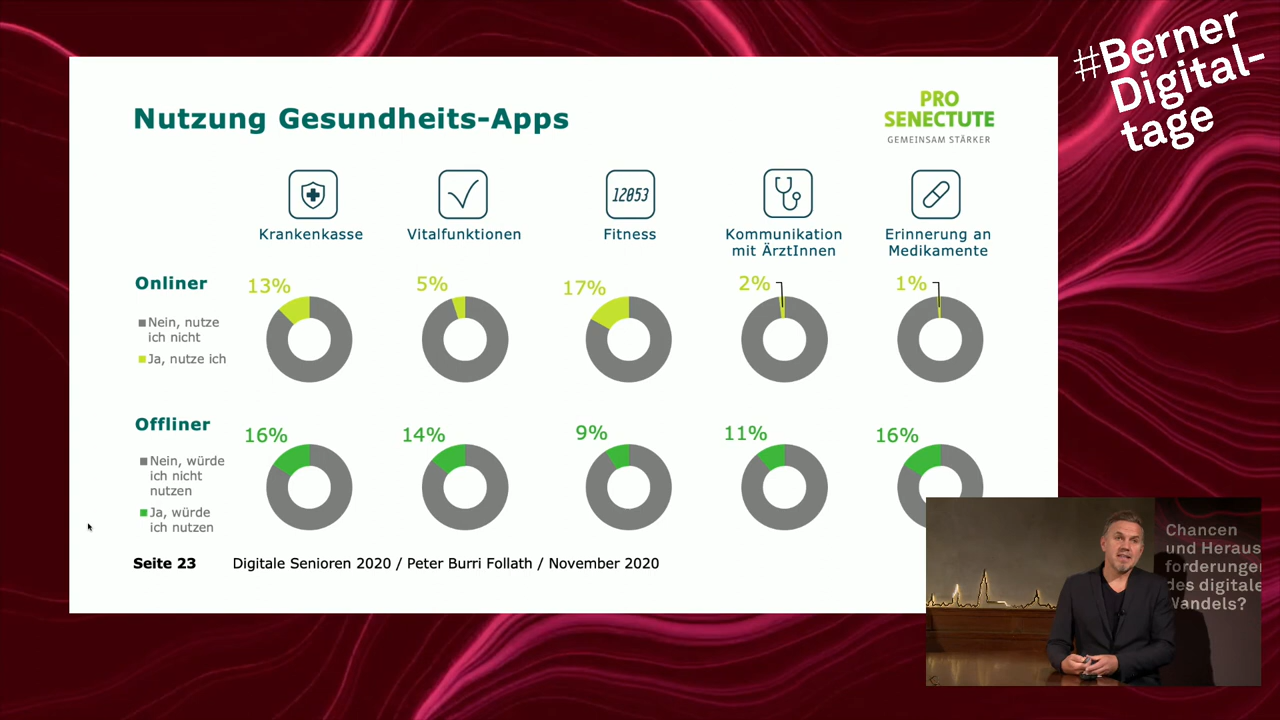 #Berner
Digital-
tage
Nutzung Gesundheits-Apps
PRO
SENECTUTE
GEMEINSAM STÄRKER
12053
Krankenkasse
Vitalfunktionen
Fitness
Kommunikation
mit ÄrztInnen
Erinnerung an
Medikamente
Onliner
13%
5%
17%
2%
1%
Nein, nutze
ich nicht
Ja, nutze ich
Offliner
16%
14%
9%
11%
16%
Nein, würde
ich nicht
nutzen
Ja, würde
ich nutzen
Seite 23 Digitale Senioren 2020 / Peter Burri Follath / November 2020
Chancen
und Heraus
forderungen
des digitale
Wandels?